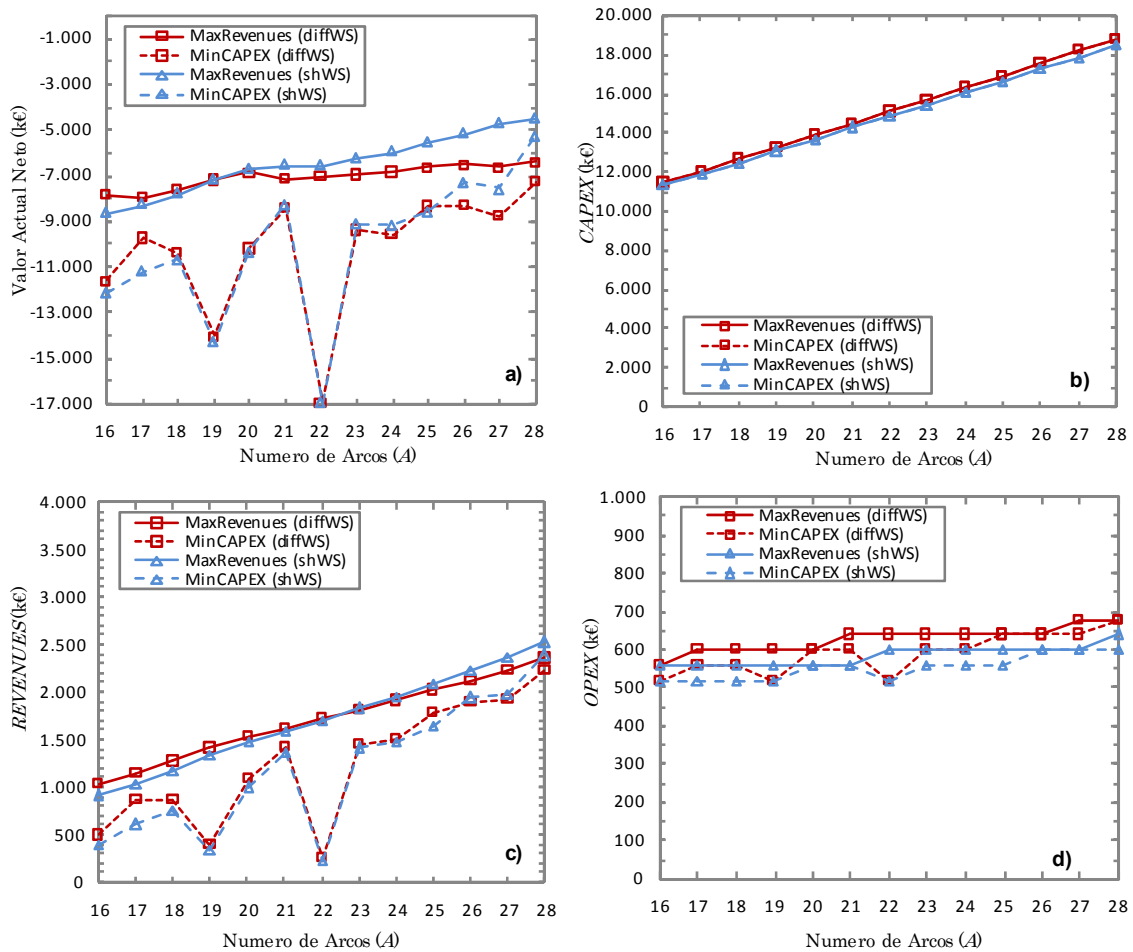 -1.000
-3.000
-5.000
-7.000
-9.000
-11.000
-13.000
-15.000
-17.000
Valor Actual Neto (k€)
MaxRevenues (diffWS)
MinCAPEX (diffWS)
MaxRevenues (shWS)
MinCAPEX (shWS)
a)
16 17 18 19 20 21 22 23 24 25 26 27 28
Numero de Arcos (A)
20.000
18.000
16.000
14.000
12.000
10.000
8.000
6.000
4.000
2.000
0
CAPEX (k€)
MaxRevenues (diffWS)
MinCAPEX (diffWS)
MaxRevenues (shWS)
MinCAPEX (shWS)
b)
16 17 18 19 20 21 22 23 24 25 26 27 28
Numero de Arcos (A)
4.000
3.500
3.000
2.500
2.000
1.500
1.000
500
0
REVENUES (k€)
MaxRevenues (diffWS)
MinCAPEX (diffWS)
MaxRevenues (shWS)
MinCAPEX (shWS)
c)
16 17 18 19 20 21 22 23 24 25 26 27 28
Numero de Arcos (A)
1.000
900
800
700
600
500
400
300
200
100
0
OPEX (k€)
MaxRevenues (diffWS)
MinCAPEX (diffWS)
MaxRevenues (shWS)
MinCAPEX (shWS)
d)
16 17 18 19 20 21 22 23 24 25 26 27 28
Numero de Arcos (A)